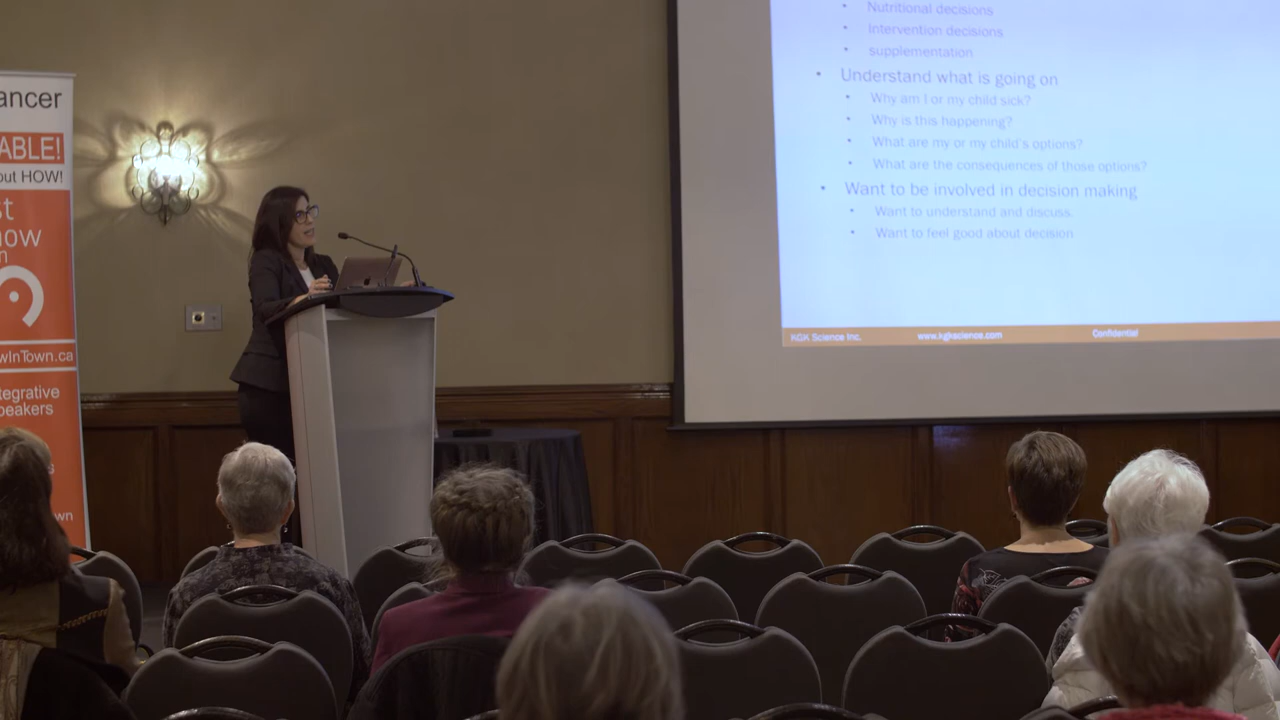 ancer
ABLE!
out HOW!
st
now
n
wInTown.ca
tegrative
peakers
wn
Nutritional decisions
Intervention decisions
supplementation
Understand what is going on
Why am I or my child sick?
Why is this happening?
What are my or my child's options?
What are the consequences of those options?
Want to be involved in decision making
Want to understand and discuss.
Want to feel good about decision
KGK Science Inc. www.kgkscience.com Confidential